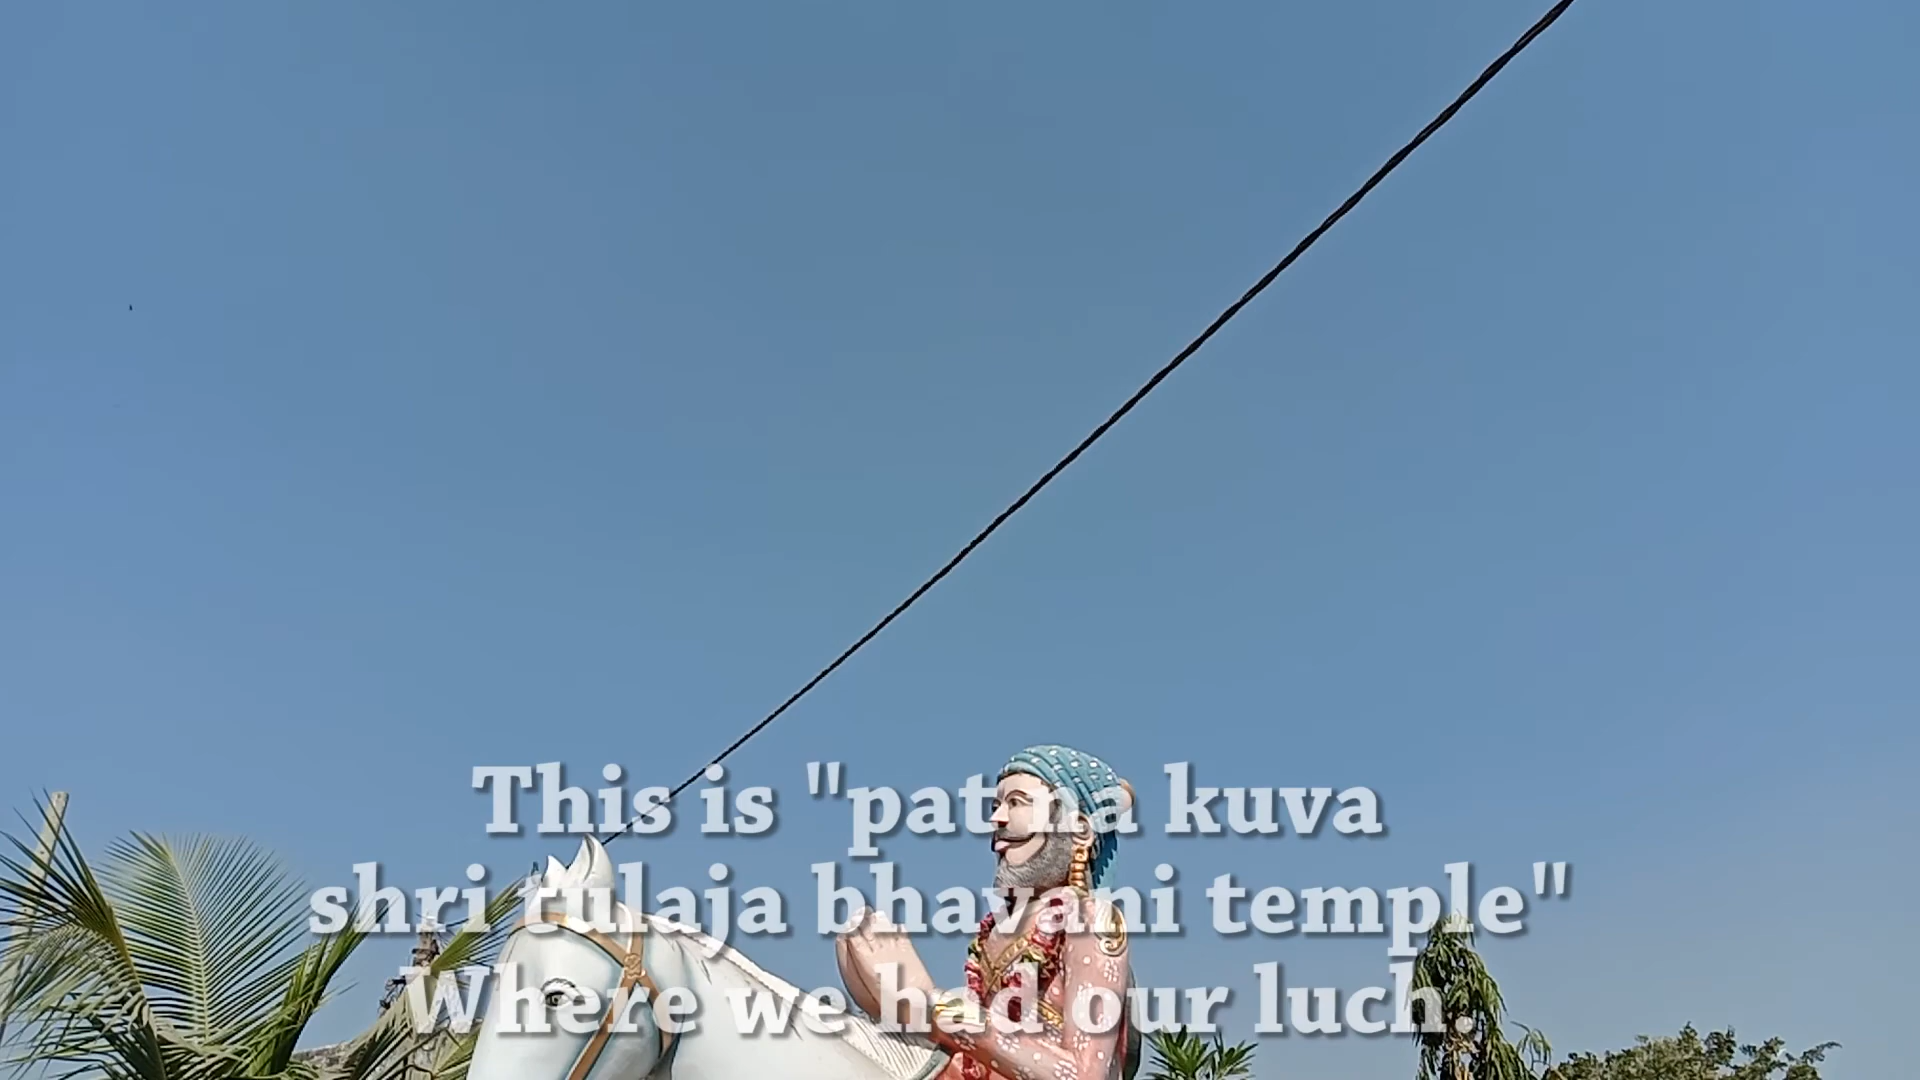 This is "pat na kuva
shri tulaja bhavani temple"
Where we had our luch.